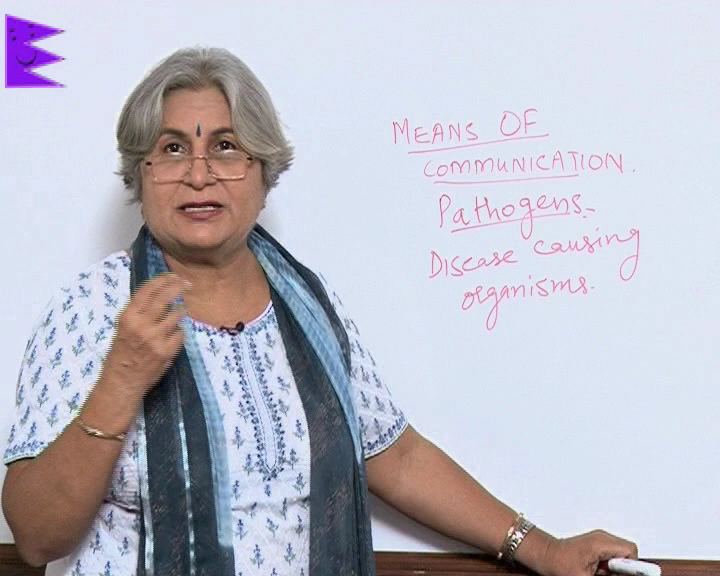 MEANS OF
COMMUNICATION.
Pathogens-
Disease causing
organisms.